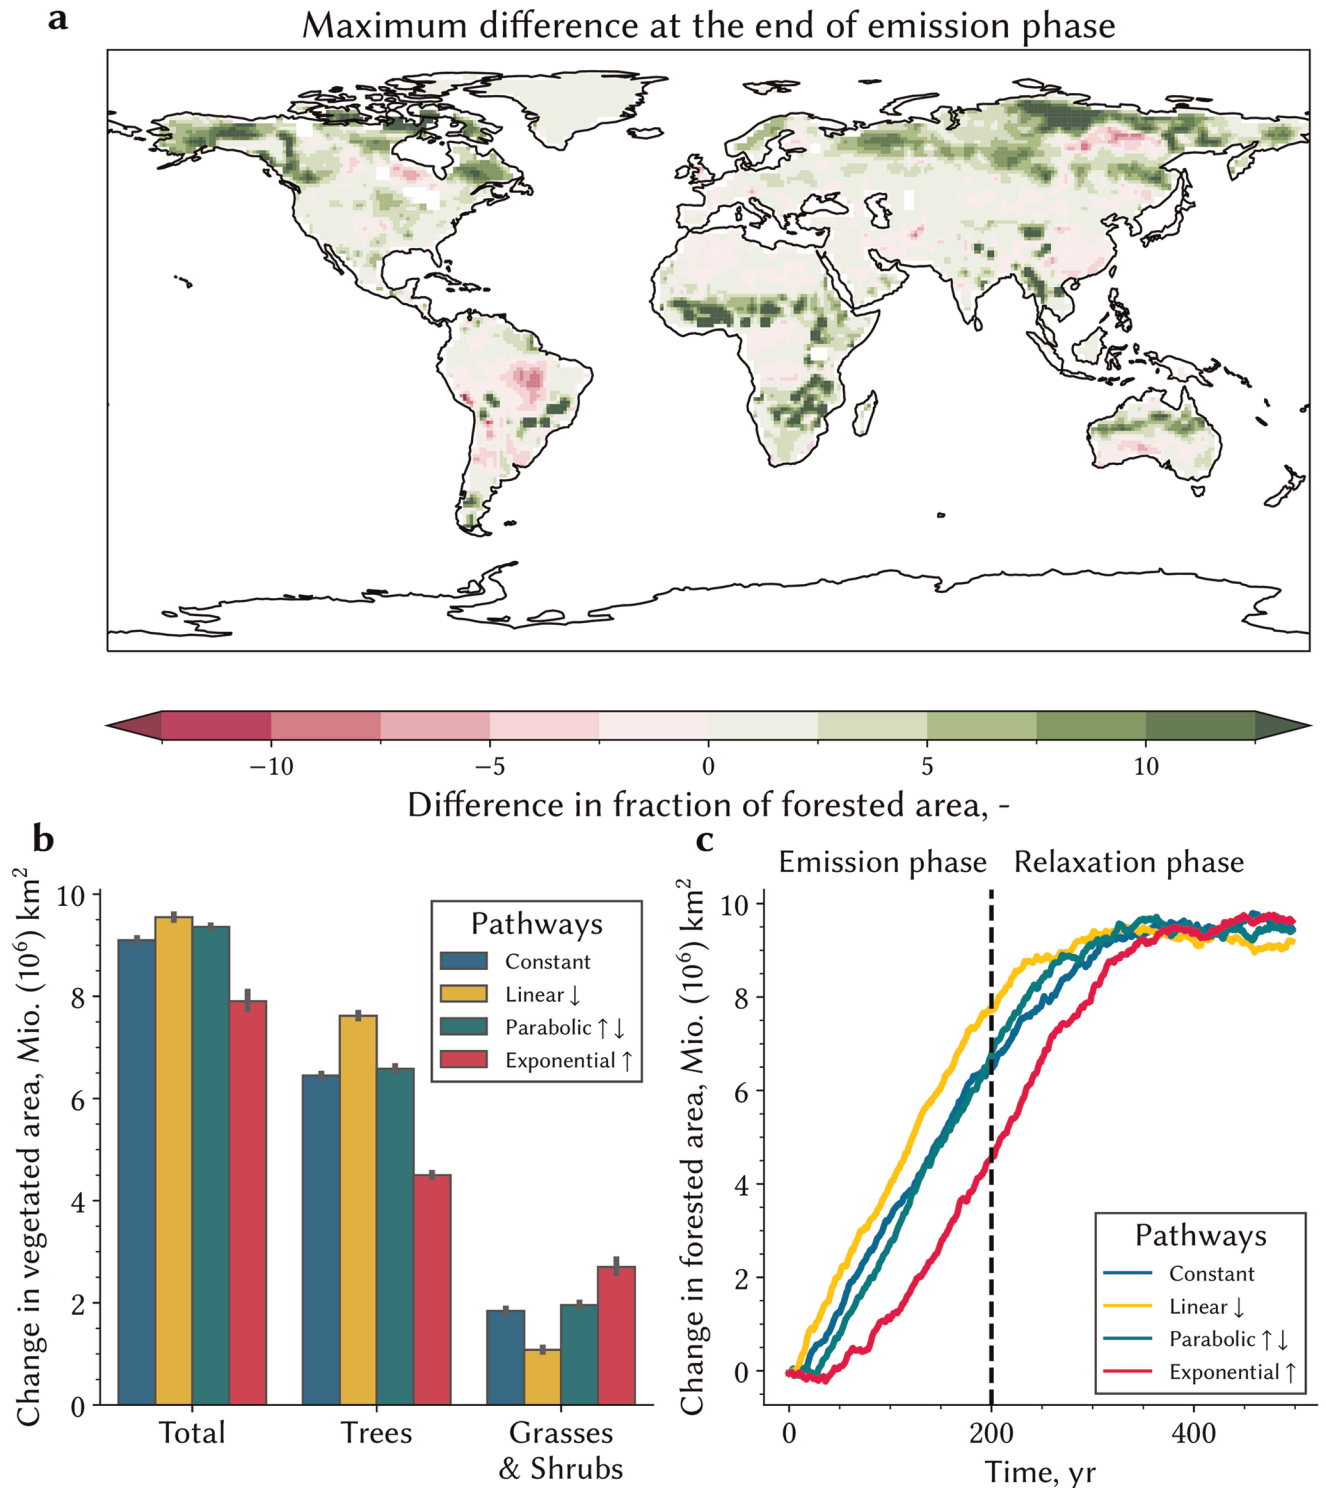 a
Maximum difference at the end of emission phase
−10 −5 0 5 10
Difference in fraction of forested area, -
b
Change in vegetated area, Mio. (10⁶) km²
10
8
6
4
2
0
Pathways
Constant
Linear ↓
Parabolic ↑↓
Exponential ↑
Total Trees Grasses
& Shrubs
c
Emission phase Relaxation phase
Change in forested area, Mio. (10⁶) km²
10
8
6
4
2
0
Pathways
Constant
Linear ↓
Parabolic ↑↓
Exponential ↑
0 200 400
Time, yr